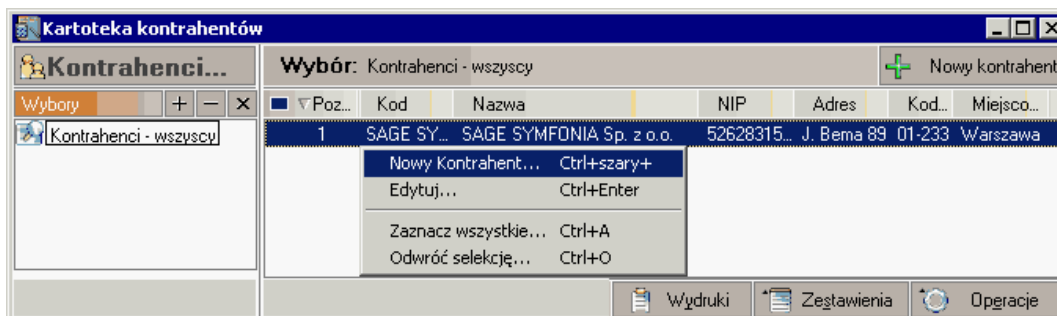 Kartoteka kontrahentów
Kontrahenci...
Wybór: Kontrahenci - wszyscy
Nowy kontrahent
Wybory
Poz... Kod Nazwa NIP Adres Kod... Miejsco...
Kontrahenci - wszyscy
1 SAGE SY... SAGE SYMFONIA Sp. z o.o. 52628315... J. Bema 89 01-233 Warszawa
Nowy Kontrahent... Ctrl+szary+
Edytuj... Ctrl+Enter
Zaznacz wszystkie... Ctrl+A
Odwróć selekcję... Ctrl+O
Wydruki Zestawienia Operacje